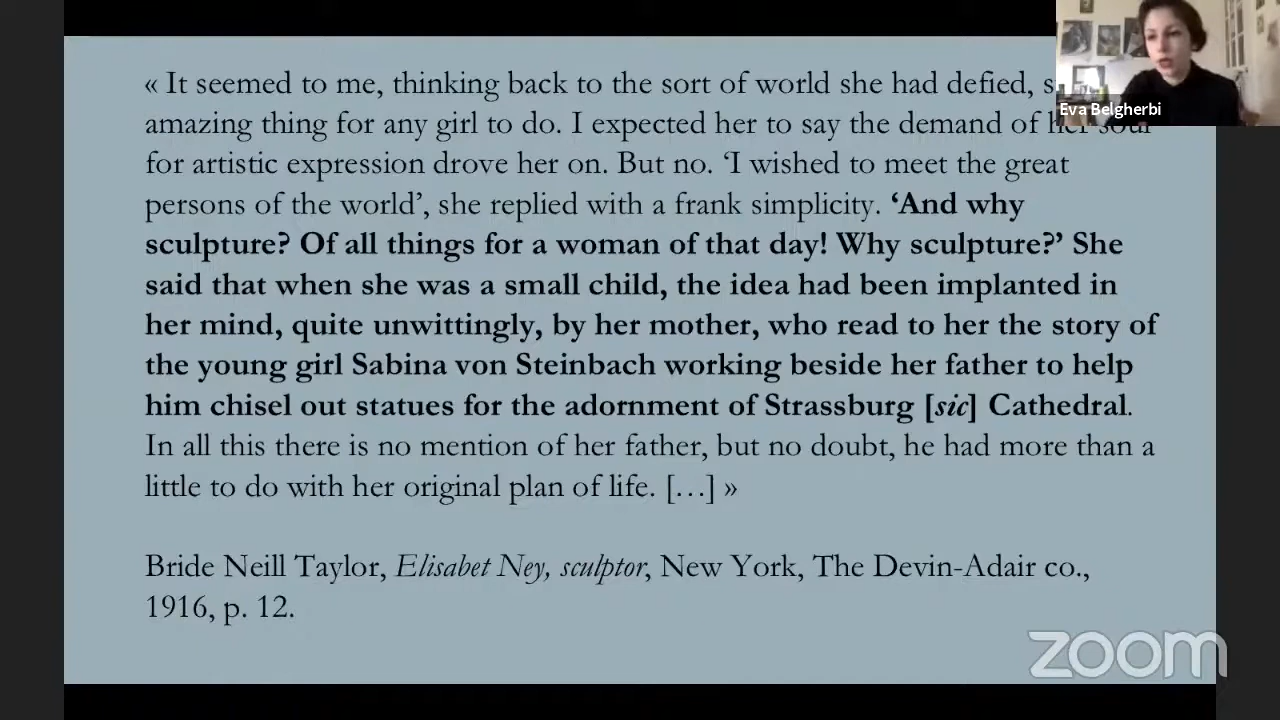 « It seemed to me, thinking back to the sort of world she had defied,
amazing thing for any girl to do. I expected her to say the demand of her soul
for artistic expression drove her on. But no. ‘I wished to meet the great
persons of the world’, she replied with a frank simplicity. ‘And why
sculpture? Of all things for a woman of that day! Why sculpture?’ She
said that when she was a small child, the idea had been implanted in
her mind, quite unwittingly, by her mother, who read to her the story of
the young girl Sabina von Steinbach working beside her father to help
him chisel out statues for the adornment of Strassburg [sic] Cathedral.
In all this there is no mention of her father, but no doubt, he had more than a
little to do with her original plan of life. […] »
Bride Neill Taylor, Elisabet Ney, sculptor, New York, The Devin-Adair co.,
1916, p. 12.
Eva Belgherbi
zoom